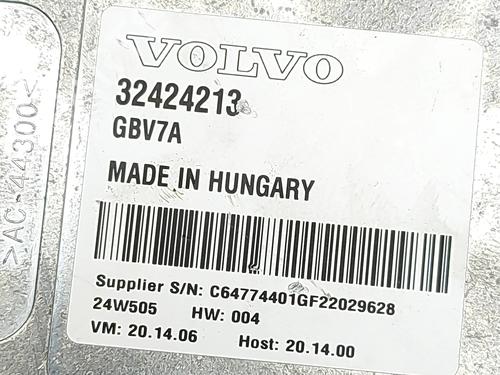 VOLVO
32424213
GBV7A
MADE IN HUNGARY
Supplier S/N: C64774401GF22029628
24W505 HW: 004
VM: 20.14.06 Host: 20.14.00
>AC-44300<